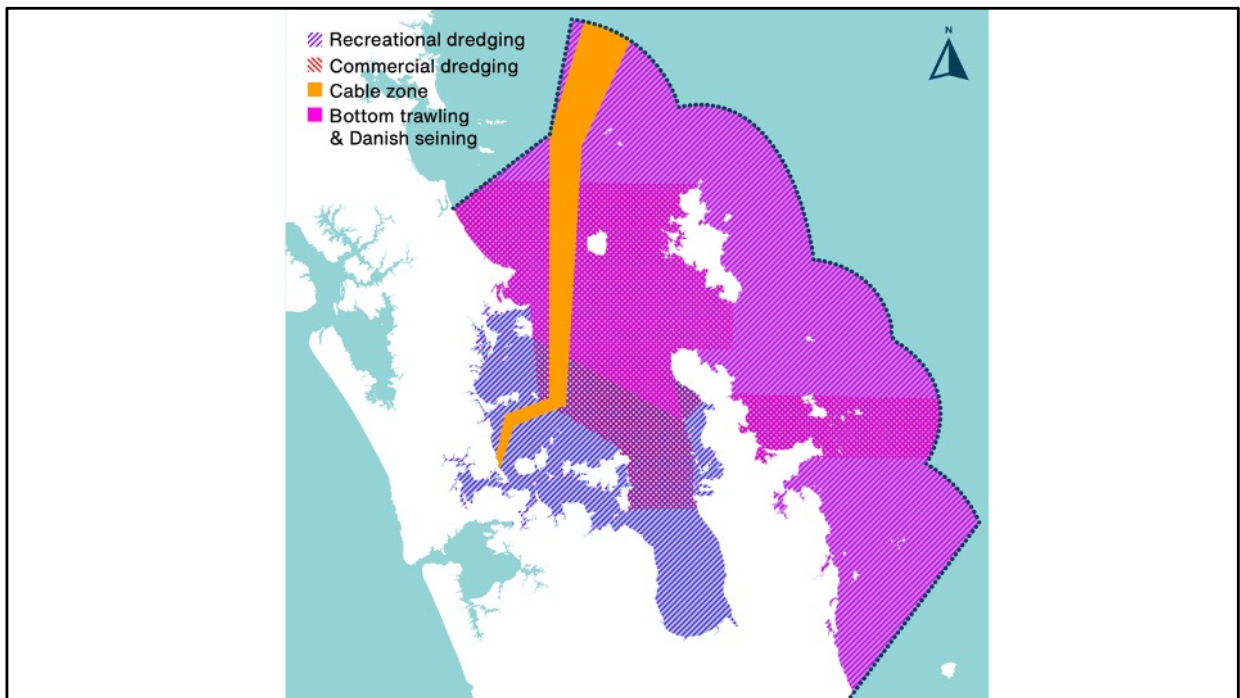 N
Recreational dredging
Commercial dredging
Cable zone
Bottom trawling
& Danish seining